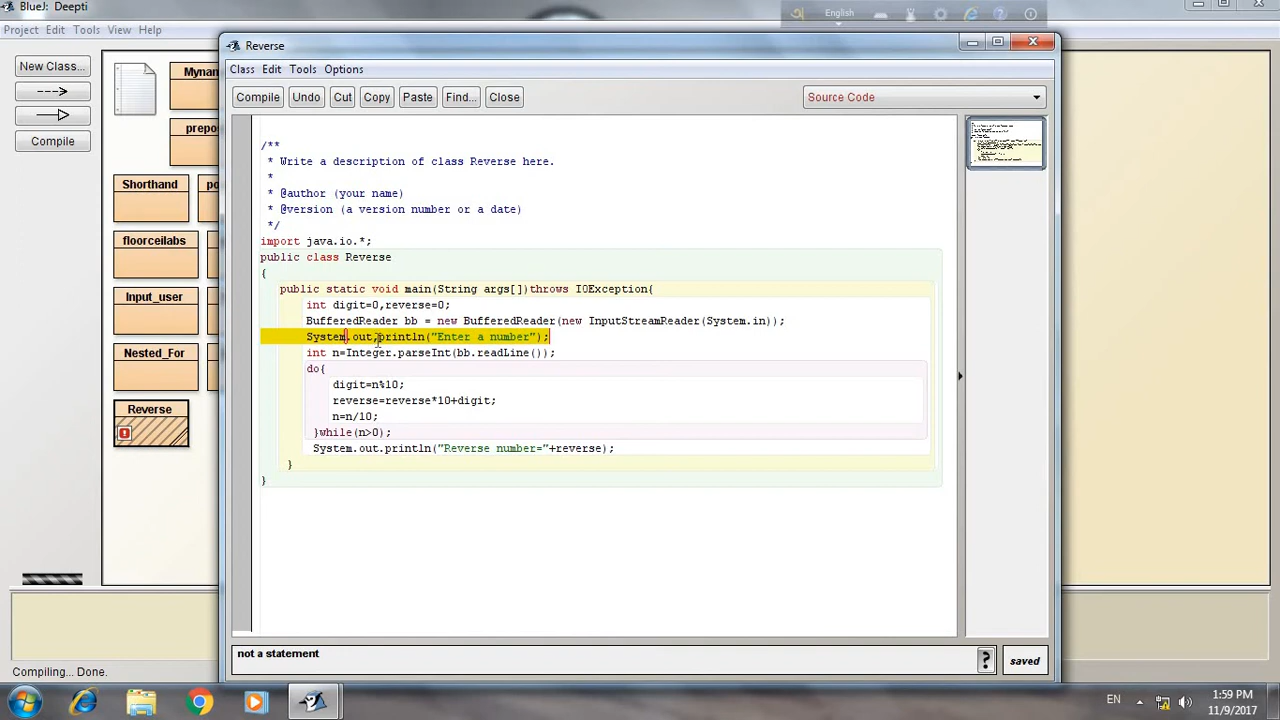 BlueJ: Deepti
English
Project Edit Tools View Help
New Class...
Compile
Mynam
prepo
Shorthand
po
floorceilabs
Input_user
Nested_For
Reverse
Compiling... Done.
Reverse
Class Edit Tools Options
Compile Undo Cut Copy Paste Find... Close Source Code
/**
* Write a description of class Reverse here.
*
* @author (your name)
* @version (a version number or a date)
*/
import java.io.*;
public class Reverse
{
public static void main(String args[])throws IOException{
int digit=0,reverse=0;
BufferedReader bb = new BufferedReader(new InputStreamReader(System.in));
System.out;println("Enter a number");
int n=Integer.parseInt(bb.readLine());
do{
digit=n%10;
reverse=reverse*10+digit;
n=n/10;
}while(n>0);
System.out.println("Reverse number="+reverse);
}
}
not a statement
?
saved
EN
1:59 PM
11/9/2017